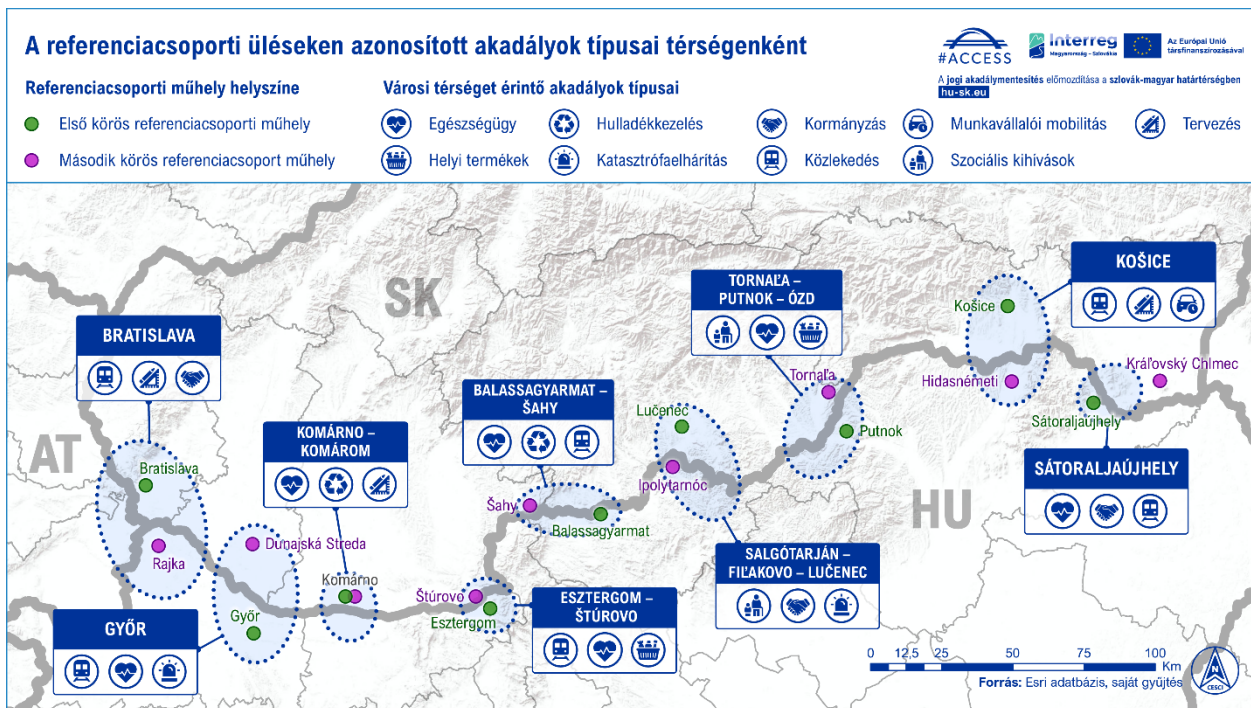 A referenciacsoporti üléseken azonosított akadályok típusai térségenként
#ACCESS
Interreg
Magyarország – Szlovákia
Az Európai Unió
társfinanszírozásával
A jogi akadálymentesítés előmozdítása a szlovák-magyar határtérségben
hu-sk.eu
Referenciacsoporti műhely helyszíne
Első körös referenciacsoporti műhely
Második körös referenciacsoport műhely
Városi térséget érintő akadályok típusai
Egészségügy
Hulladékkezelés
Kormányzás
Munkavállalói mobilitás
Tervezés
Helyi termékek
Katasztrófaelhárítás
Közlekedés
Szociális kihívások
SK
AT
HU
BRATISLAVA
Bratislava
Rajka
GYŐR
Dunajská Streda
Győr
KOMÁRNO –
KOMÁROM
Komárno
BALASSAGYARMAT –
ŠAHY
Šahy
Balassagyarmat
Štúrovo
Esztergom
ESZTERGOM –
ŠTÚROVO
Lučenec
Ipolytarnóc
SALGÓTARJÁN –
FIĽAKOVO – LUČENEC
TORNAĽA –
PUTNOK – ÓZD
Tornaľa
Putnok
KOŠICE
Košice
Hidasnémeti
Kráľovský Chlmec
Sátoraljaújhely
SÁTORALJAÚJHELY
0 12,5 25 50 75 100
Km
Forrás: Esri adatbázis, saját gyűjtés
N
CESCI